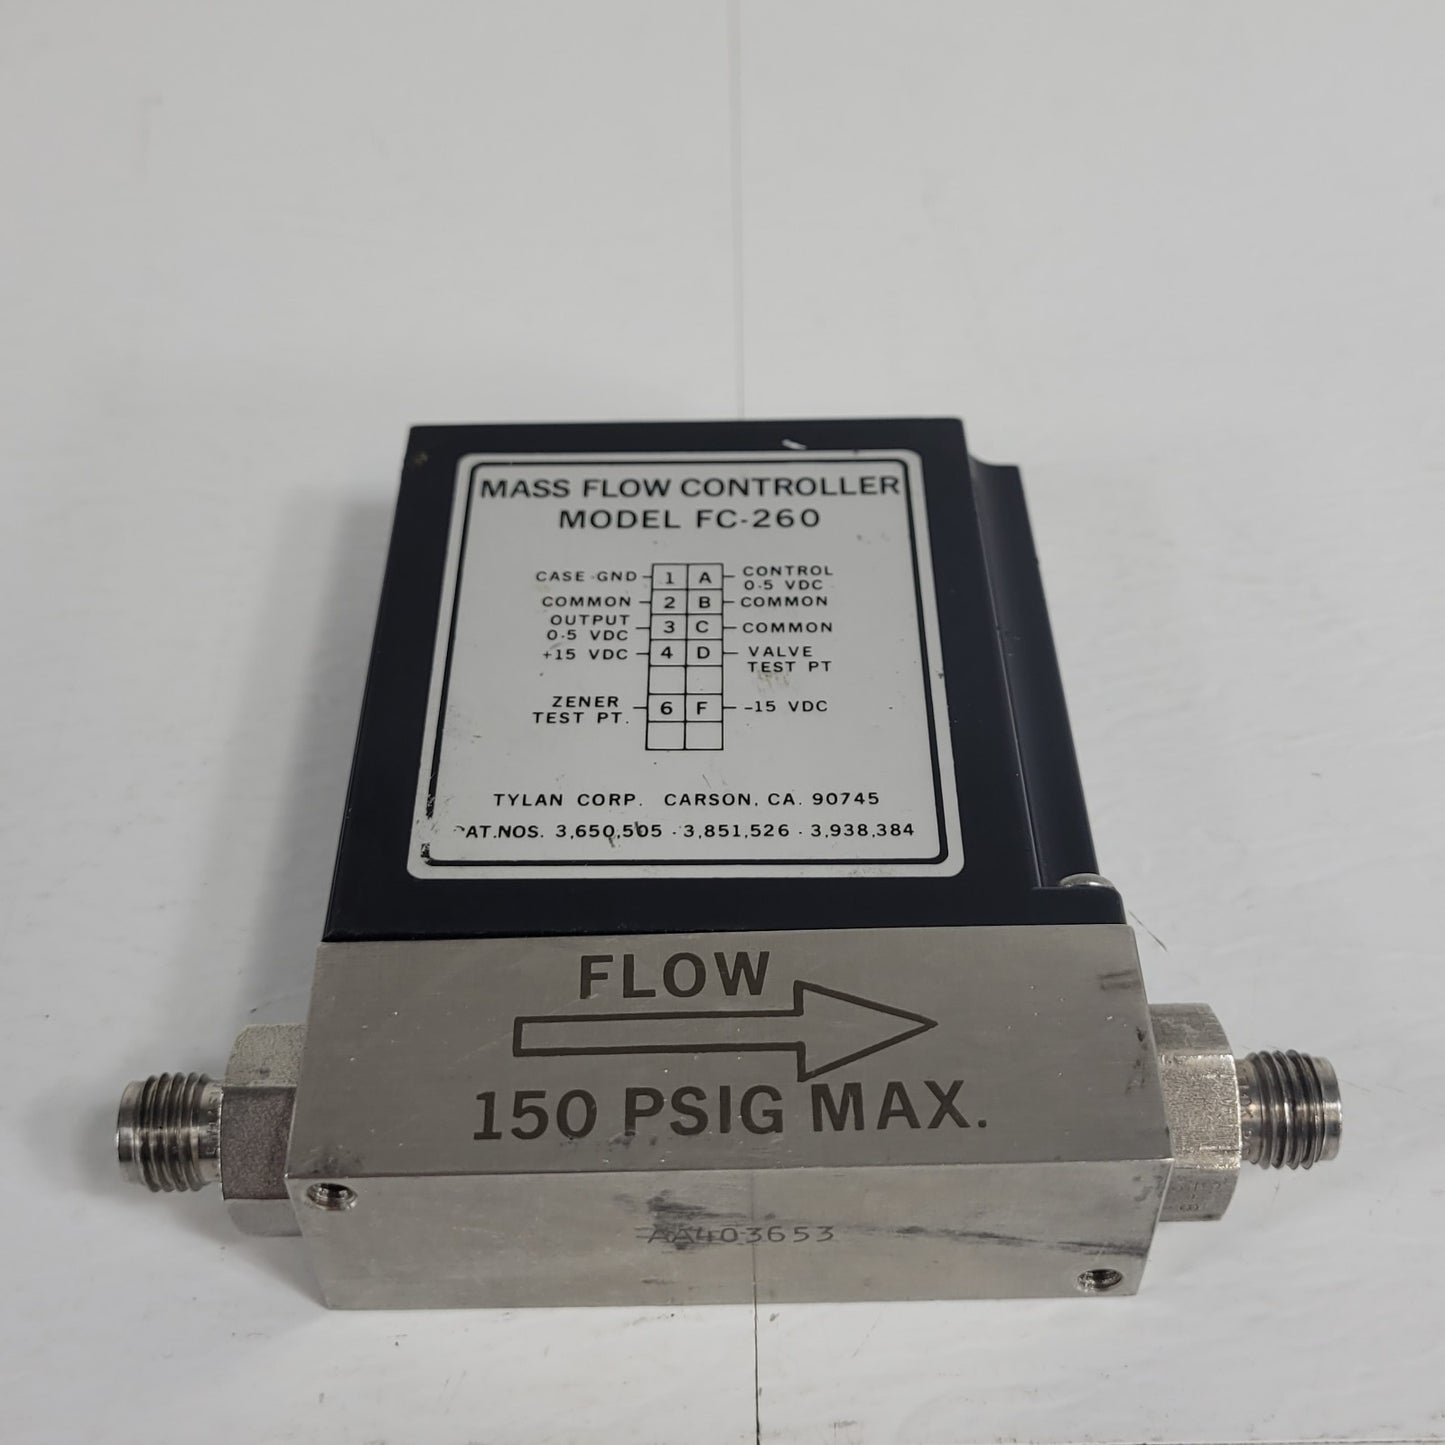 MASS FLOW CONTROLLER
MODEL FC-260
CASE GND 1 A CONTROL
0-5 VDC
COMMON 2 B COMMON
OUTPUT
0-5 VDC 3 C COMMON
+15 VDC 4 D VALVE
TEST PT
ZENER
TEST PT. 6 F -15 VDC
TYLAN CORP. CARSON, CA. 90745
PAT.NOS. 3,650,505 · 3,851,526 · 3,938,384
FLOW
150 PSIG MAX.
AA403653